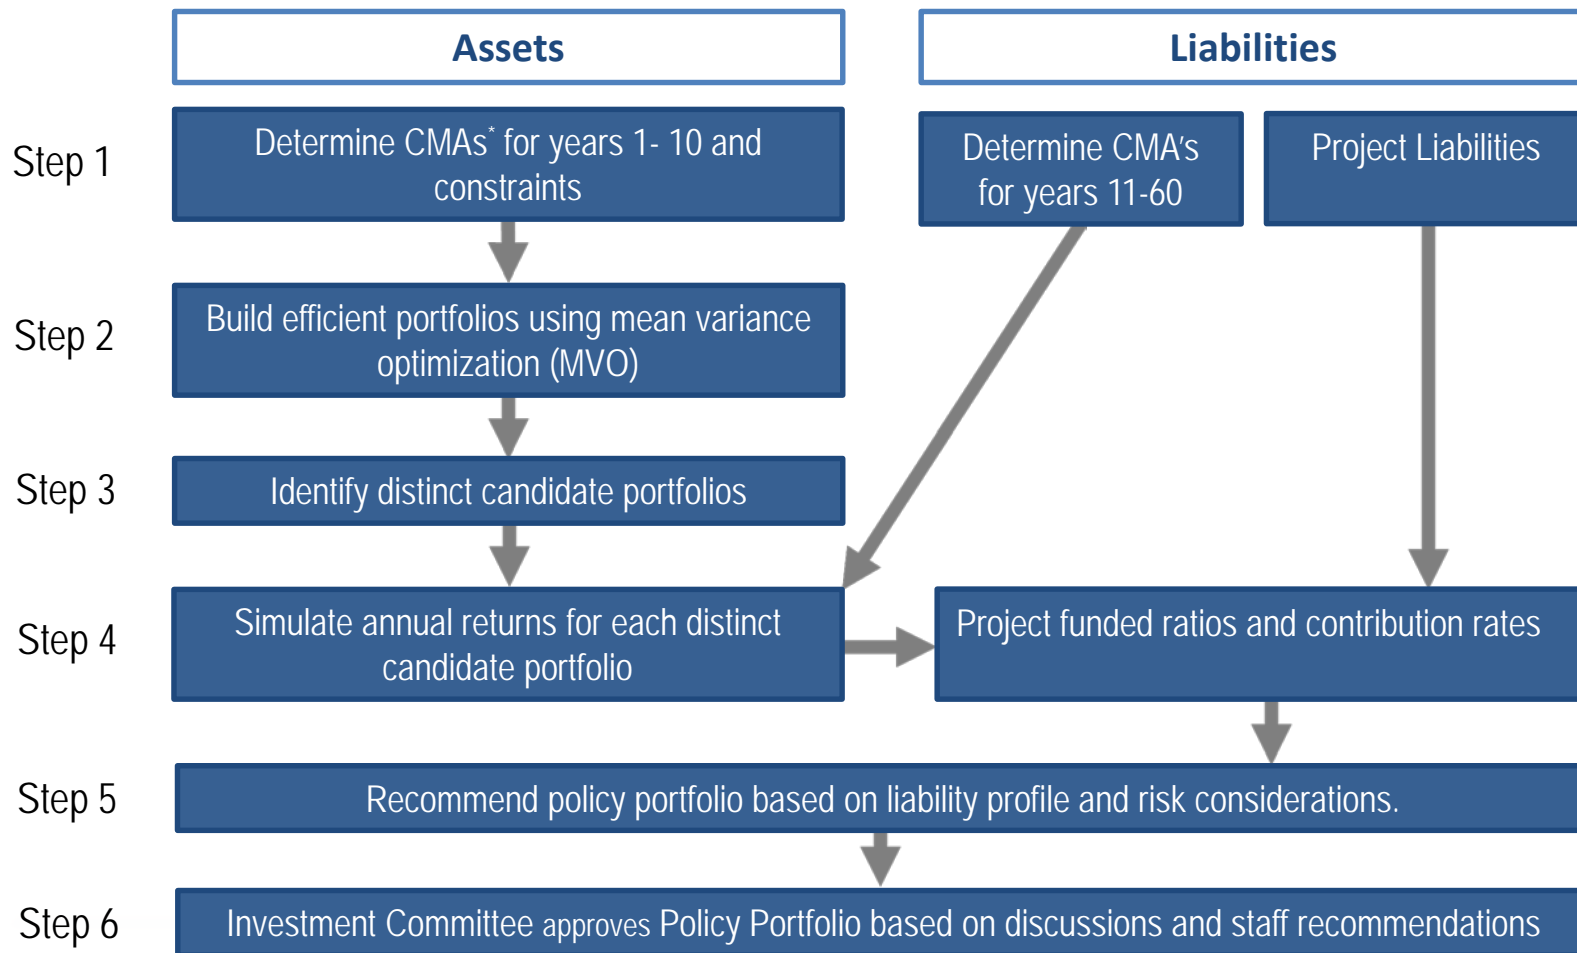 Assets
Liabilities
Step 1
Determine CMAs* for years 1- 10 and
constraints
Determine CMA's
for years 11-60
Project Liabilities
Step 2
Build efficient portfolios using mean variance
optimization (MVO)
Step 3
Identify distinct candidate portfolios
Step 4
Simulate annual returns for each distinct
candidate portfolio
Project funded ratios and contribution rates
Step 5
Recommend policy portfolio based on liability profile and risk considerations.
Step 6
Investment Committee approves Policy Portfolio based on discussions and staff recommendations